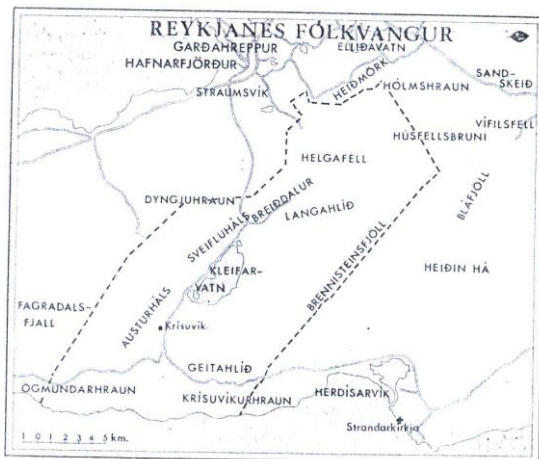 REYKJANES FÓLKVANGUR
GARÐAHREPPUR
ELLIÐAVATN
HAFNARFJÖRÐUR
HEIÐMÖRK
SAND-
SKEIÐ
STRAUMSVÍK
HÓLMSHRAUN
VÍFILSFELL
HÚSFELLSBRUNI
HELGAFELL
DYNGJUHRAUN
BREIÐDALUR
LANGAHLÍÐ
BLÁFJÖLL
SVEIFLUHÁLS
KLEIFAR-
VATN
HEIÐIN HÁ
BRENNISTEINSFJÖLL
FAGRADALS-
FJALL
AUSTURHÁLS
Krísuvík
GEITAHLÍÐ
ÖGMUNDARHRAUN
KRÍSUVÍKURHRAUN
HERDÍSARVÍK
Strandarkirkja
1 0 1 2 3 4 5 km.